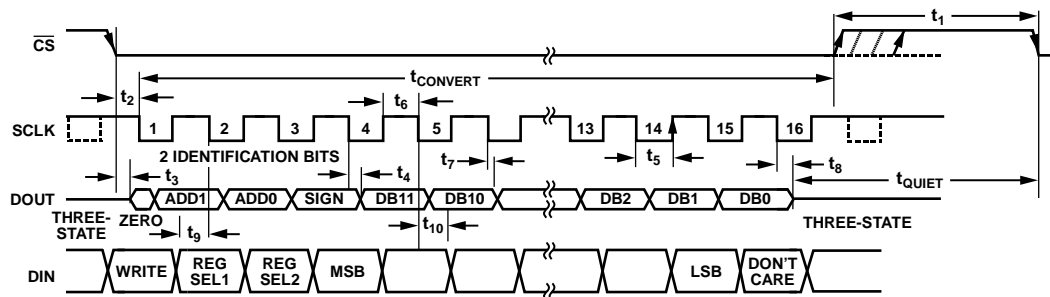 t1
CS
tCONVERT
t2
t6
SCLK
1 2 3 4 5 13 14 15 16
2 IDENTIFICATION BITS
t3 t4 t7 t5 t8
tQUIET
DOUT
ADD1 ADD0 SIGN DB11 DB10 DB2 DB1 DB0
THREE-STATE
ZERO
t9
t10
THREE-STATE
DIN
WRITE REG SEL1 REG SEL2 MSB LSB DON'T CARE